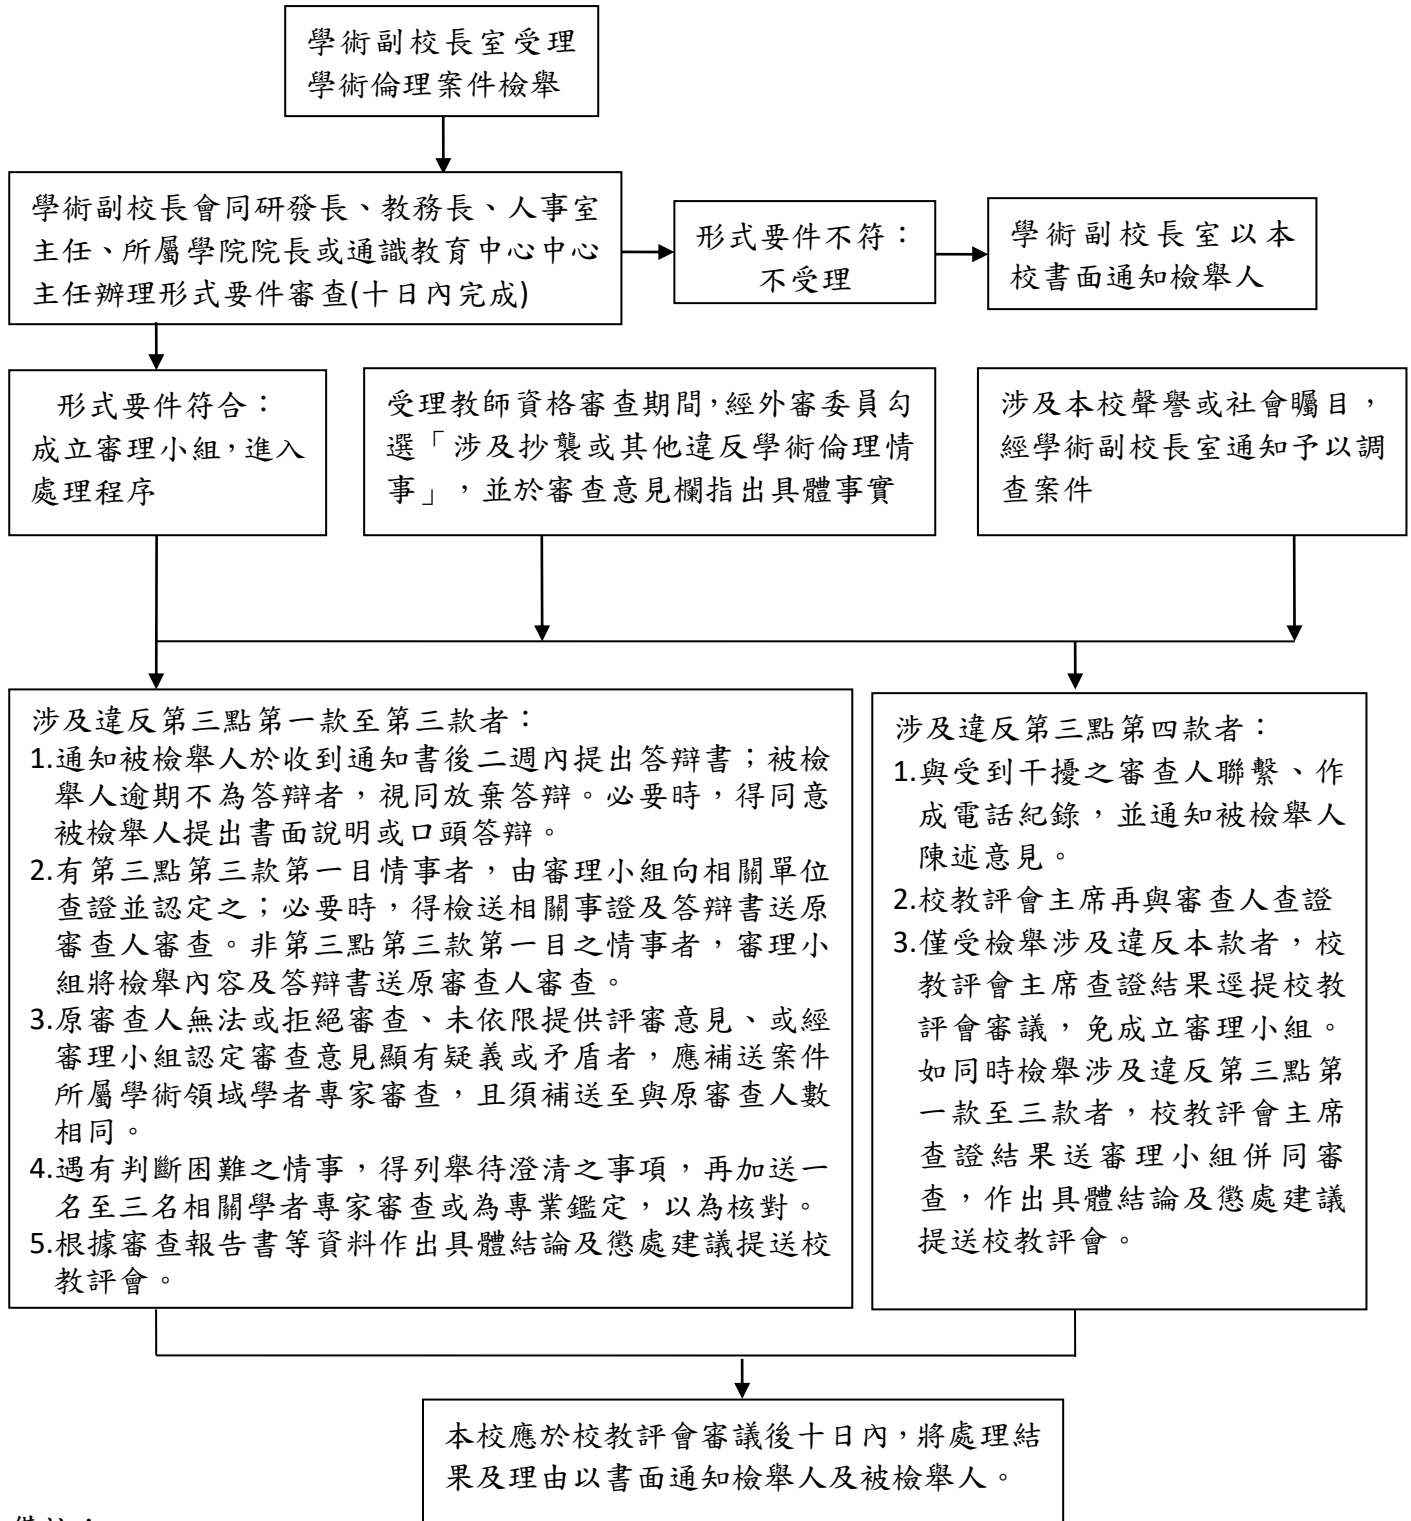 學術副校長室受理
學術倫理案件檢舉
學術副校長會同研發長、教務長、人事室
主任、所屬學院院長或通識教育中心中心
主任辦理形式要件審查(十日內完成)
形式要件不符：
不受理
學術副校長室以本
校書面通知檢舉人
形式要件符合：
成立審理小組，進入
處理程序
受理教師資格審查期間，經外審委員勾
選「涉及抄襲或其他違反學術倫理情
事」，並於審查意見欄指出具體事實
涉及本校聲譽或社會矚目，
經學術副校長室通知予以調
查案件
涉及違反第三點第一款至第三款者：
1.通知被檢舉人於收到通知書後二週內提出答辯書；被檢
舉人逾期不為答辯者，視同放棄答辯。必要時，得同意
被檢舉人提出書面說明或口頭答辯。
2.有第三點第三款第一目情事者，由審理小組向相關單位
查證並認定之；必要時，得檢送相關事證及答辯書送原
審查人審查。非第三點第三款第一目之情事者，審理小
組將檢舉內容及答辯書送原審查人審查。
3.原審查人無法或拒絕審查、未依限提供評審意見、或經
審理小組認定審查意見顯有疑義或矛盾者，應補送案件
所屬學術領域學者專家審查，且須補送至與原審查人數
相同。
4.遇有判斷困難之情事，得列舉待澄清之事項，再加送一
名至三名相關學者專家審查或為專業鑑定，以為核對。
5.根據審查報告書等資料作出具體結論及懲處建議提送校
教評會。
涉及違反第三點第四款者：
1.與受到干擾之審查人聯繫、作
成電話紀錄，並通知被檢舉人
陳述意見。
2.校教評會主席再與審查人查證
3.僅受檢舉涉及違反本款者，校
教評會主席查證結果逕提校教
評會審議，免成立審理小組。
如同時檢舉涉及違反第三點第
一款至三款者，校教評會主席
查證結果送審理小組併同審
查，作出具體結論及懲處建議
提送校教評會。
本校應於校教評會審議後十日內，將處理結
果及理由以書面通知檢舉人及被檢舉人。